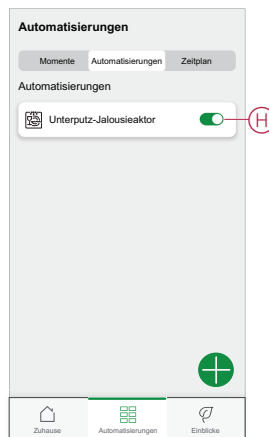 Automatisierungen
Momente Automatisierungen Zeitplan
Automatisierungen
Unterputz-Jalousieaktor
H
Zuhause Automatisierungen Einblicke